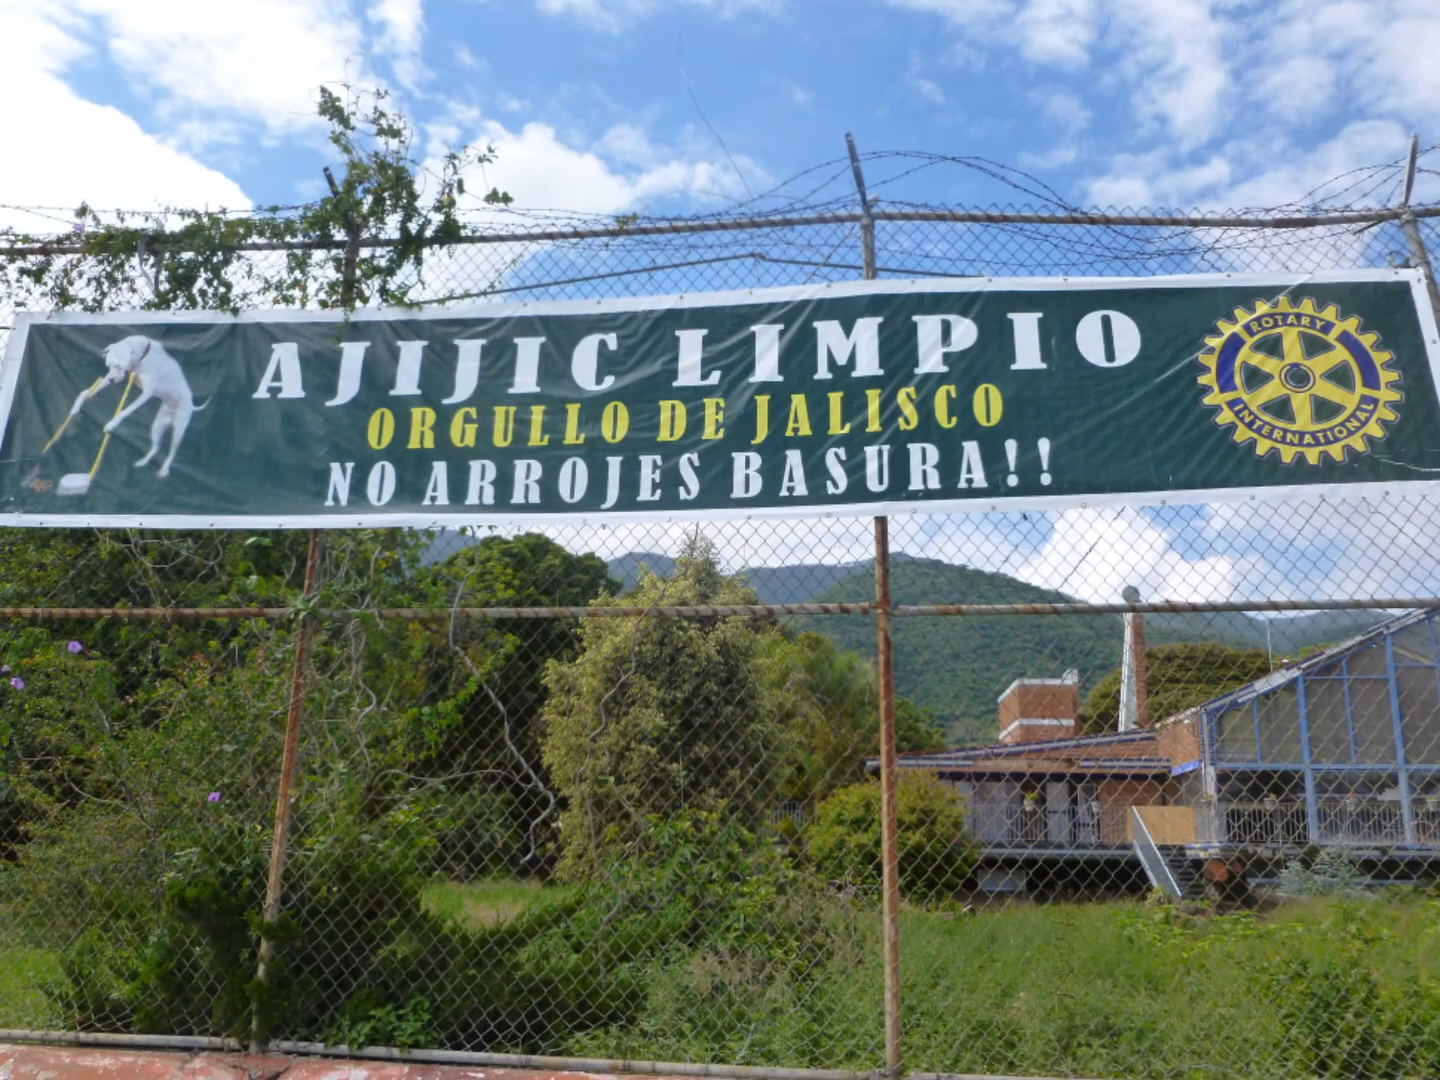 AJIJIC LIMPIO
ORGULLO DE JALISCO
NO ARROJES BASURA!!
ROTARY
INTERNATIONAL